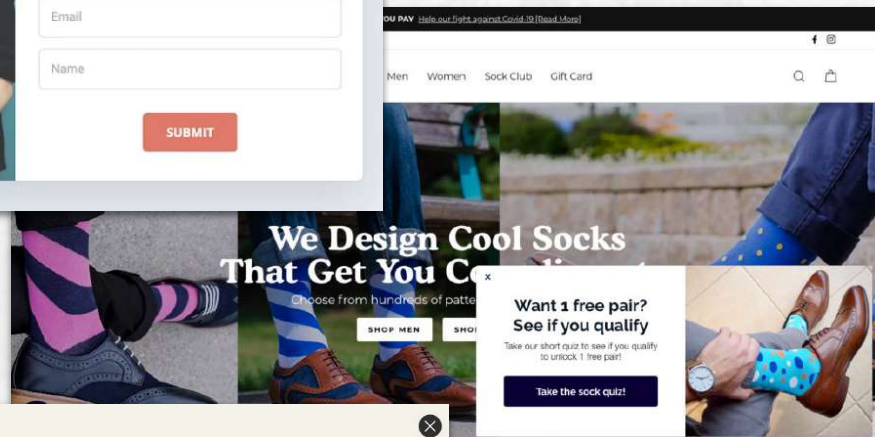 Email
Name
SUBMIT
OU PAY Help our fight against Covid-19 [Read More]
Men Women Sock Club Gift Card
We Design Cool Socks
That Get You
Choose from hundreds of
SHOP MEN
x
Want 1 free pair?
See if you qualify
Take our short quiz to see if you qualify
to unlock 1 free pair!
Take the sock quiz!